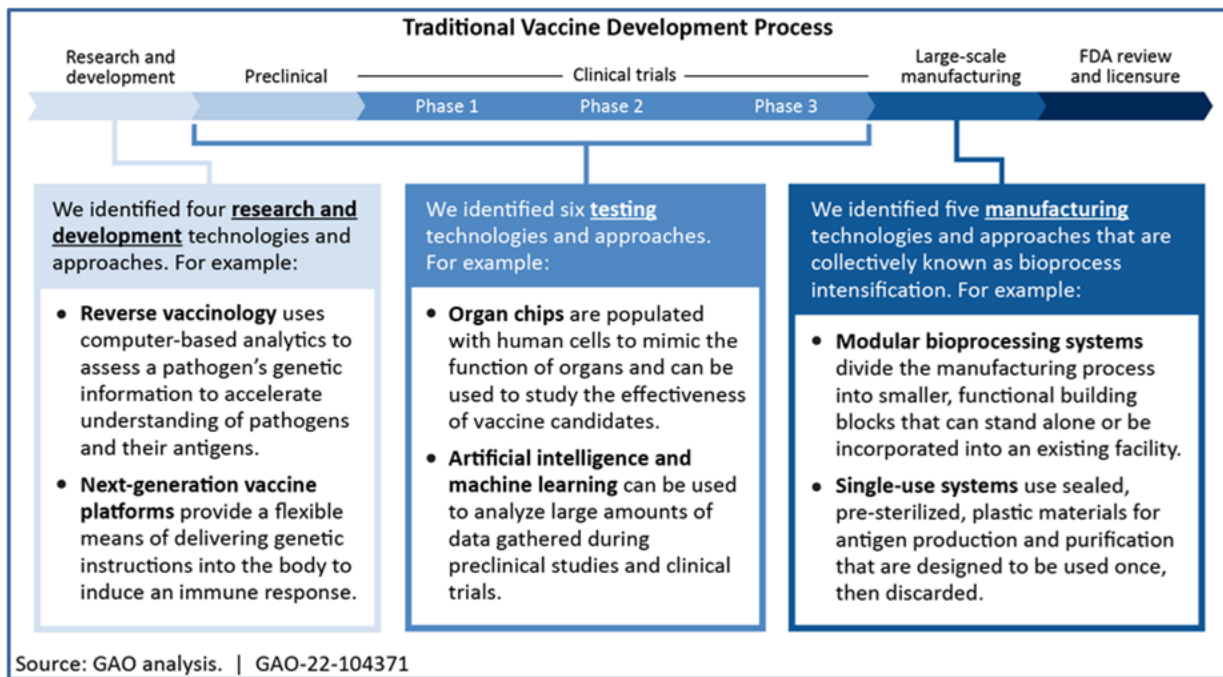 Traditional Vaccine Development Process
Research and
development
Preclinical
Clinical trials
Large-scale
manufacturing
FDA review
and licensure
Phase 1
Phase 2
Phase 3
We identified four research and
development technologies and
approaches. For example:
• Reverse vaccinology uses
computer-based analytics to
assess a pathogen's genetic
information to accelerate
understanding of pathogens
and their antigens.
• Next-generation vaccine
platforms provide a flexible
means of delivering genetic
instructions into the body to
induce an immune response.
We identified six testing
technologies and approaches.
For example:
• Organ chips are populated
with human cells to mimic the
function of organs and can be
used to study the effectiveness
of vaccine candidates.
• Artificial intelligence and
machine learning can be used
to analyze large amounts of
data gathered during
preclinical studies and clinical
trials.
We identified five manufacturing
technologies and approaches that are
collectively known as bioprocess
intensification. For example:
• Modular bioprocessing systems
divide the manufacturing process
into smaller, functional building
blocks that can stand alone or be
incorporated into an existing facility.
• Single-use systems use sealed,
pre-sterilized, plastic materials for
antigen production and purification
that are designed to be used once,
then discarded.
Source: GAO analysis. | GAO-22-104371